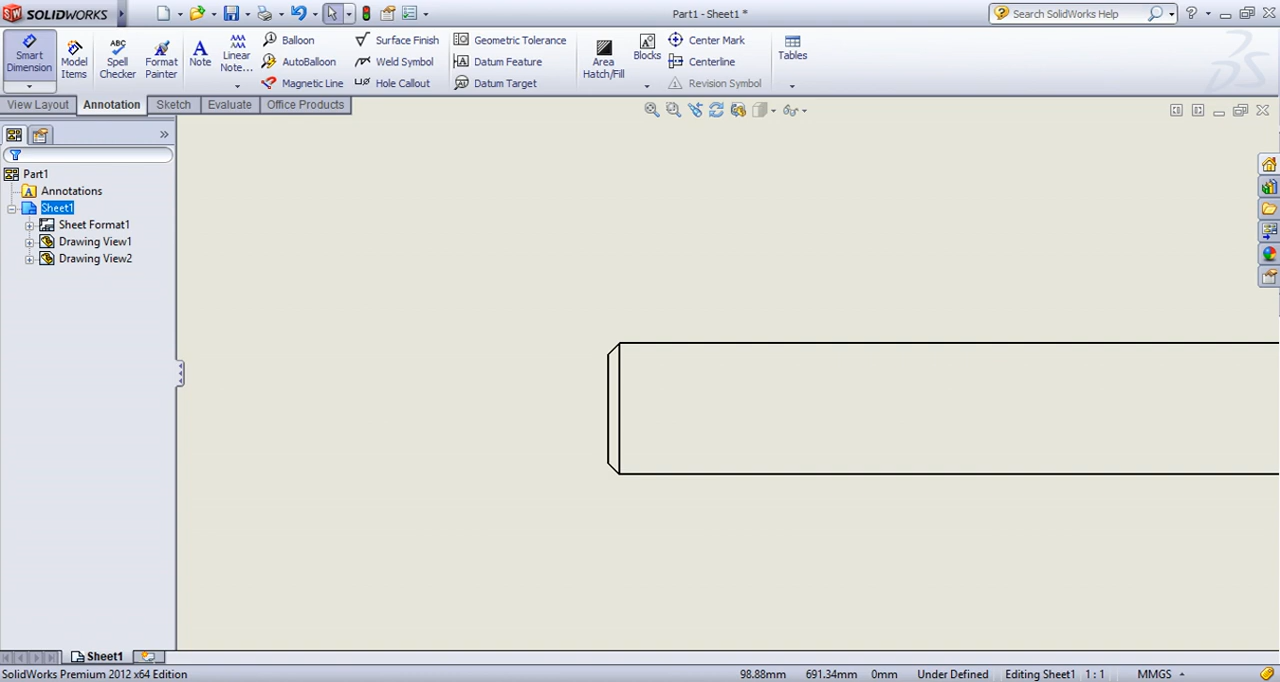 SW SOLIDWORKS Part1 - Sheet1 * Search SolidWorks Help
Smart Dimension
Model Items
ABC Spell Checker
Format Painter
A Note
Linear Note...
Balloon
AutoBalloon
Magnetic Line
Surface Finish
Weld Symbol
Hole Callout
Geometric Tolerance
Datum Feature
Datum Target
Area Hatch/Fill
Blocks
Center Mark
Centerline
Revision Symbol
Tables
View Layout Annotation Sketch Evaluate Office Products
Part1
A Annotations
Sheet1
Sheet Format1
Drawing View1
Drawing View2
Sheet1
SolidWorks Premium 2012 x64 Edition 98.88mm 691.34mm 0mm Under Defined Editing Sheet1 1 : 1 MMGS